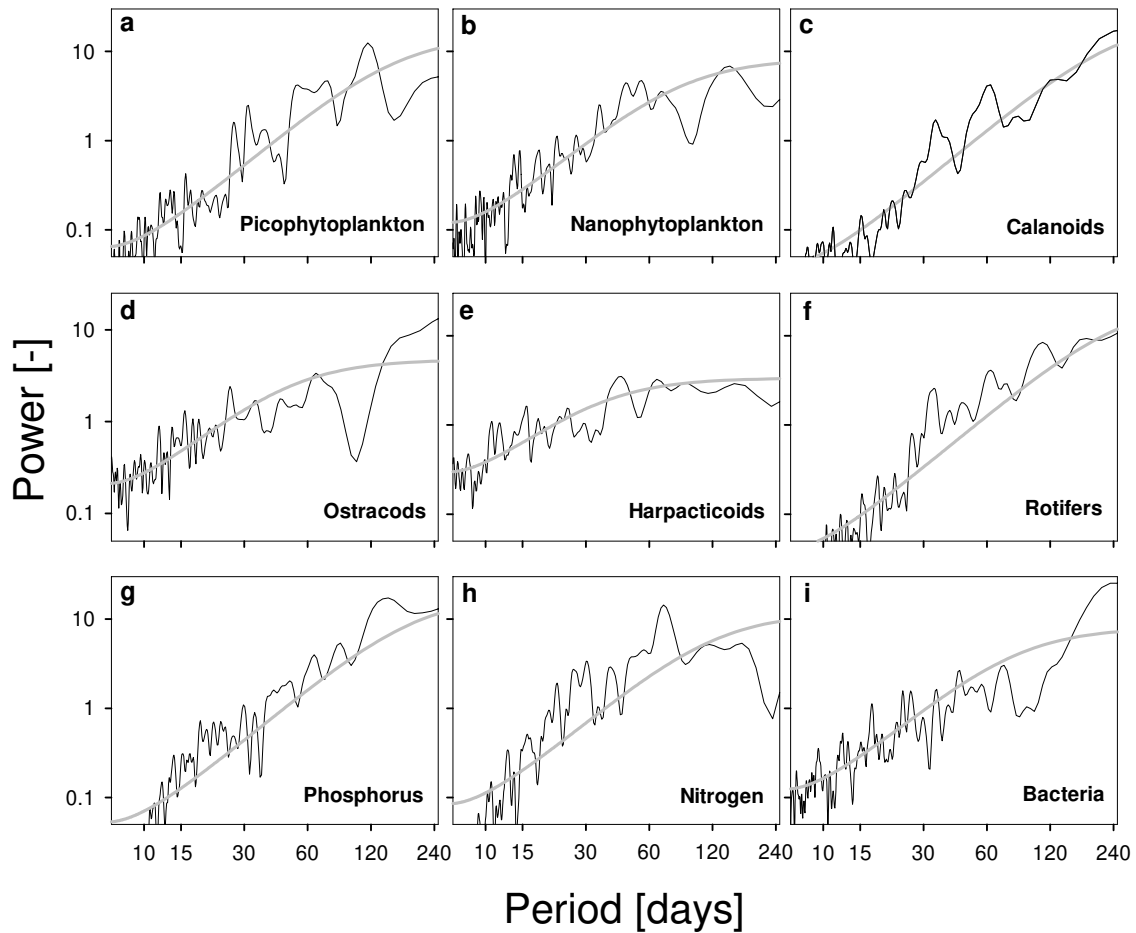 a b c
10
1
0.1
Picophytoplankton Nanophytoplankton Calanoids
d e f
10
1
0.1
Ostracods Harpacticoids Rotifers
g h i
10
1
0.1
Phosphorus Nitrogen Bacteria
10 15 30 60 120 240 10 15 30 60 120 240 10 15 30 60 120 240
Power [-]
Period [days]